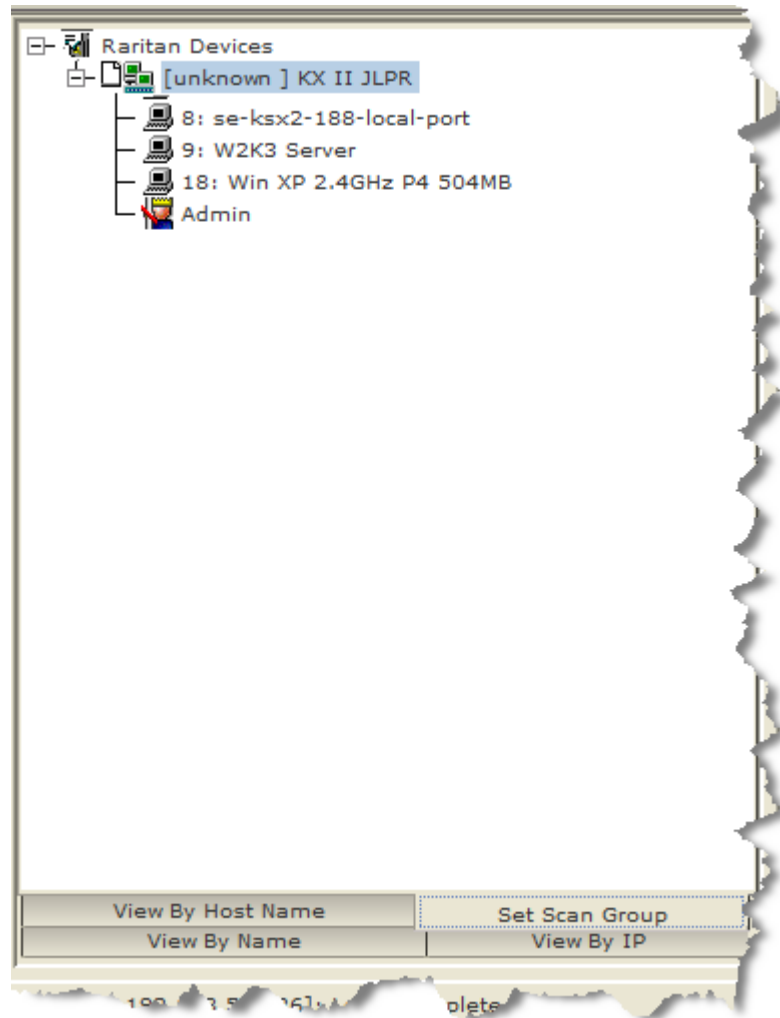 Raritan Devices
[unknown ] KX II JLPR
8: se-ksx2-188-local-port
9: W2K3 Server
18: Win XP 2.4GHz P4 504MB
Admin
View By Host Name
Set Scan Group
View By Name
View By IP